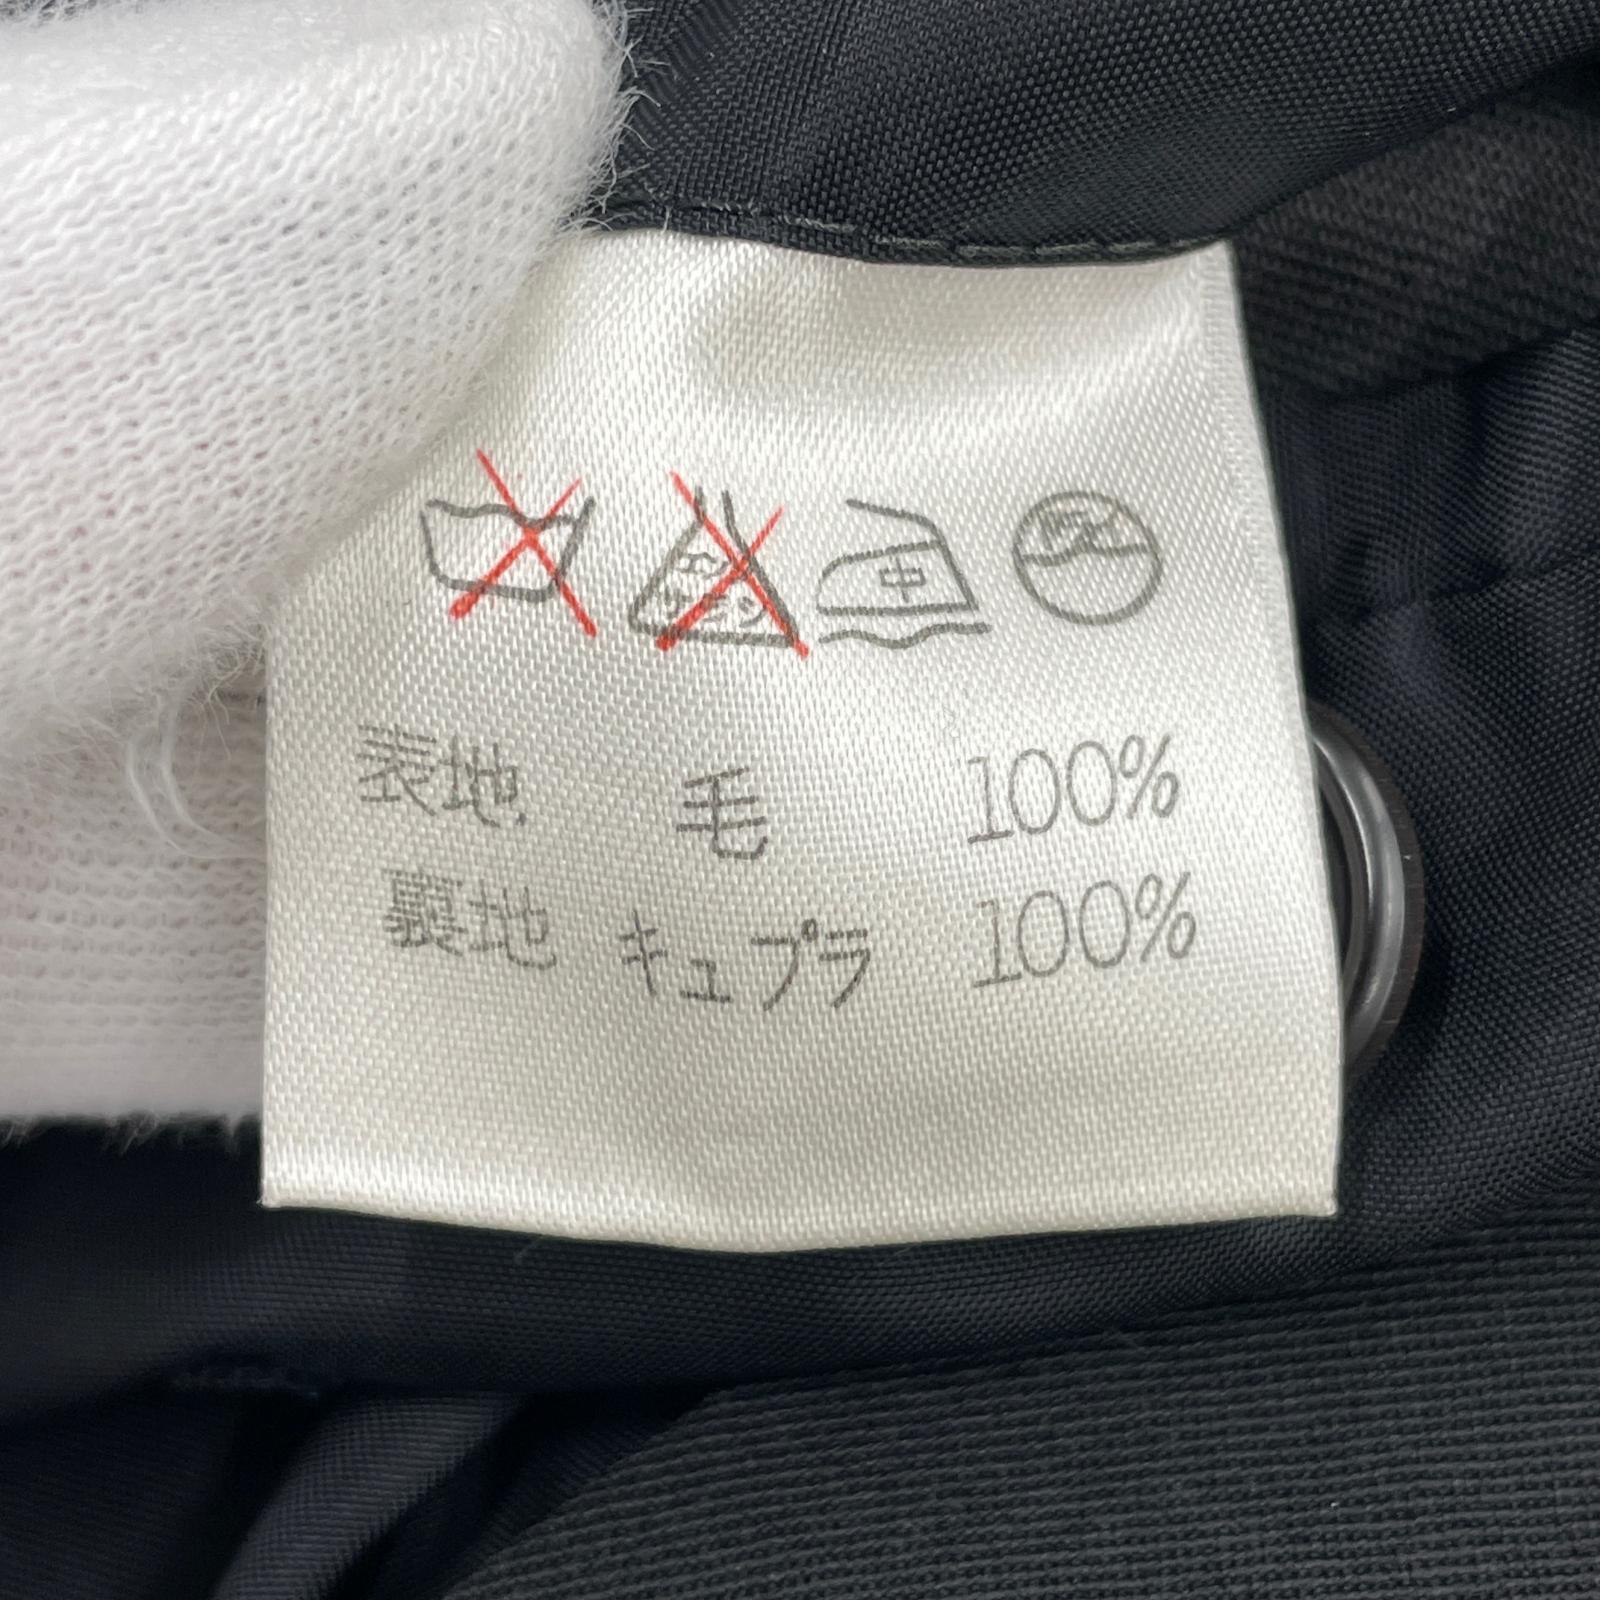 エンソ サラシ 中 ドライ
表地 毛 100%
裏地 キュプラ 100%